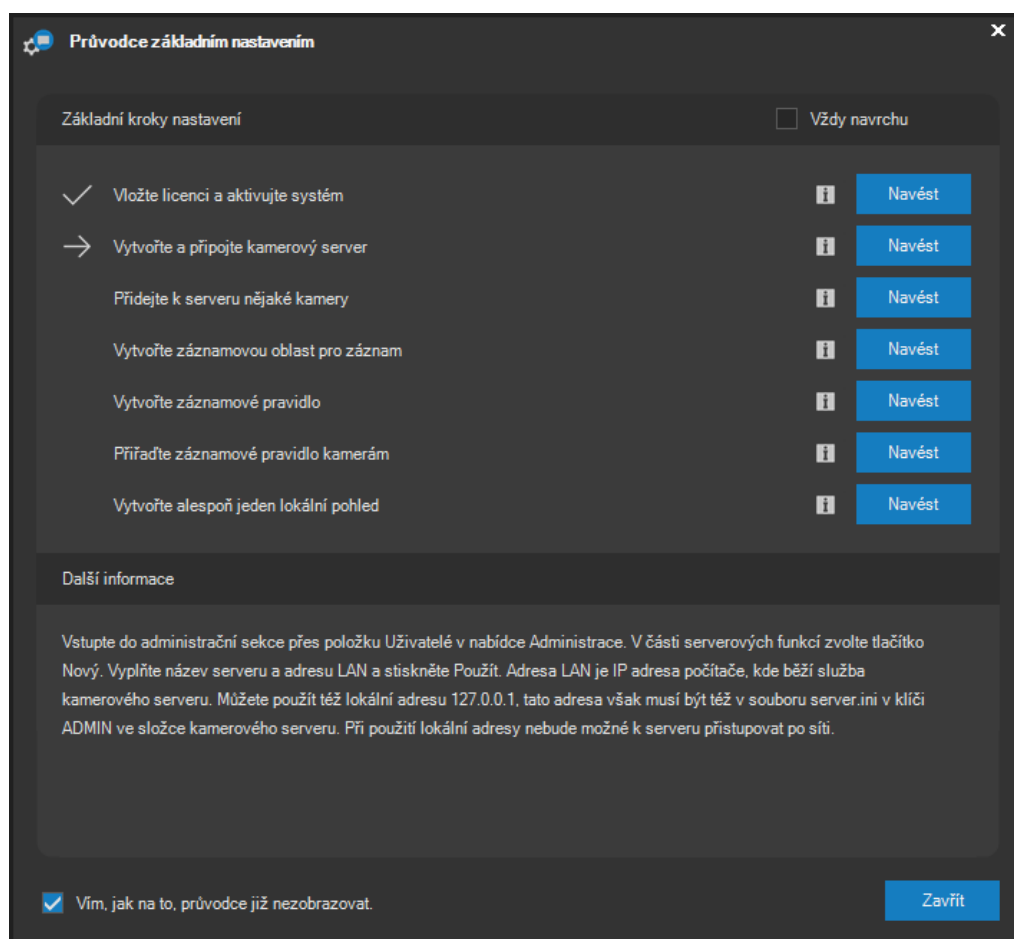 Průvodce základním nastavením
Základní kroky nastavení
Vždy navrchu
Vložte licenci a aktivujte systém
Navést
Vytvořte a připojte kamerový server
Navést
Přidejte k serveru nějaké kamery
Navést
Vytvořte záznamovou oblast pro záznam
Navést
Vytvořte záznamové pravidlo
Navést
Přiřaďte záznamové pravidlo kamerám
Navést
Vytvořte alespoň jeden lokální pohled
Navést
Další informace
Vstupte do administrační sekce přes položku Uživatelé v nabídce Administrace. V části serverových funkcí zvolte tlačítko
Nový. Vyplňte název serveru a adresu LAN a stiskněte Použít. Adresa LAN je IP adresa počítače, kde běží služba
kamerového serveru. Můžete použít též lokální adresu 127.0.0.1, tato adresa však musí být též v souboru server.ini v klíči
ADMIN ve složce kamerového serveru. Při použití lokální adresy nebude možné k serveru přistupovat po síti.
Vím, jak na to, průvodce již nezobrazovat.
Zavřít